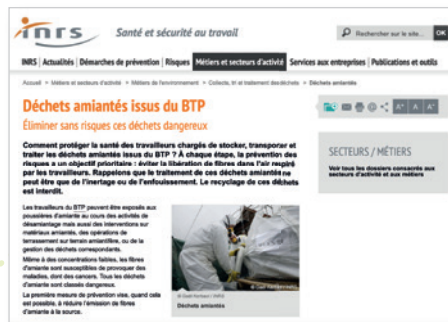 inrs
Santé et sécurité au travail
Rechercher sur le site...
OK
INRS | Actualités | Démarches de prévention | Risques | Métiers et secteurs d'activité | Services aux entreprises | Publications et outils
Accueil > Métiers et secteurs d'activité > Métiers de l'environnement > Collecte, tri et traitement des déchets > Déchets amiantés
Déchets amiantés issus du BTP
Éliminer sans risques ces déchets dangereux
Comment protéger la santé des travailleurs chargés de stocker, transporter et
traiter les déchets amiantés issus du BTP ? À chaque étape, la prévention des
risques a un objectif prioritaire : éviter la libération de fibres dans l'air respiré
par les travailleurs. Rappelons que le traitement de ces déchets amiantés ne
peut être que de l'inertage ou de l'enfouissement. Le recyclage de ces déchets
est interdit.
Les travailleurs du BTP peuvent être exposés aux
poussières d'amiante au cours des activités de
désamiantage mais aussi des interventions sur
matériaux amiantés, des opérations de
terrassement sur terrain amiantifère, ou de la
gestion des déchets correspondants.
Même à des concentrations faibles, les fibres
d'amiante sont susceptibles de provoquer des
maladies, dont des cancers. Tous les déchets
d'amiante sont classés dangereux.
La première mesure de prévention vise, quand cela
est possible, à réduire l'émission de fibres
d'amiante à la source.
Déchets amiantés
A+ A A-
SECTEURS / MÉTIERS
Voir tous les dossiers consacrés aux
secteurs d'activité et aux métiers